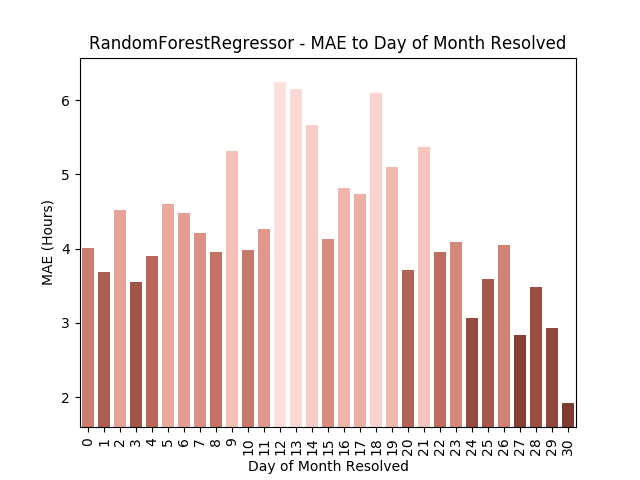 RandomForestRegressor - MAE to Day of Month Resolved
MAE (Hours)
6
5
4
3
2
0 1 2 3 4 5 6 7 8 9 10 11 12 13 14 15 16 17 18 19 20 21 22 23 24 25 26 27 28 29 30
Day of Month Resolved